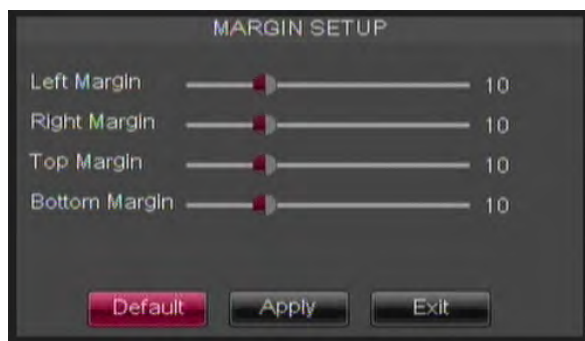 MARGIN SETUP
Left Margin 10
Right Margin 10
Top Margin 10
Bottom Margin 10
Default Apply Exit